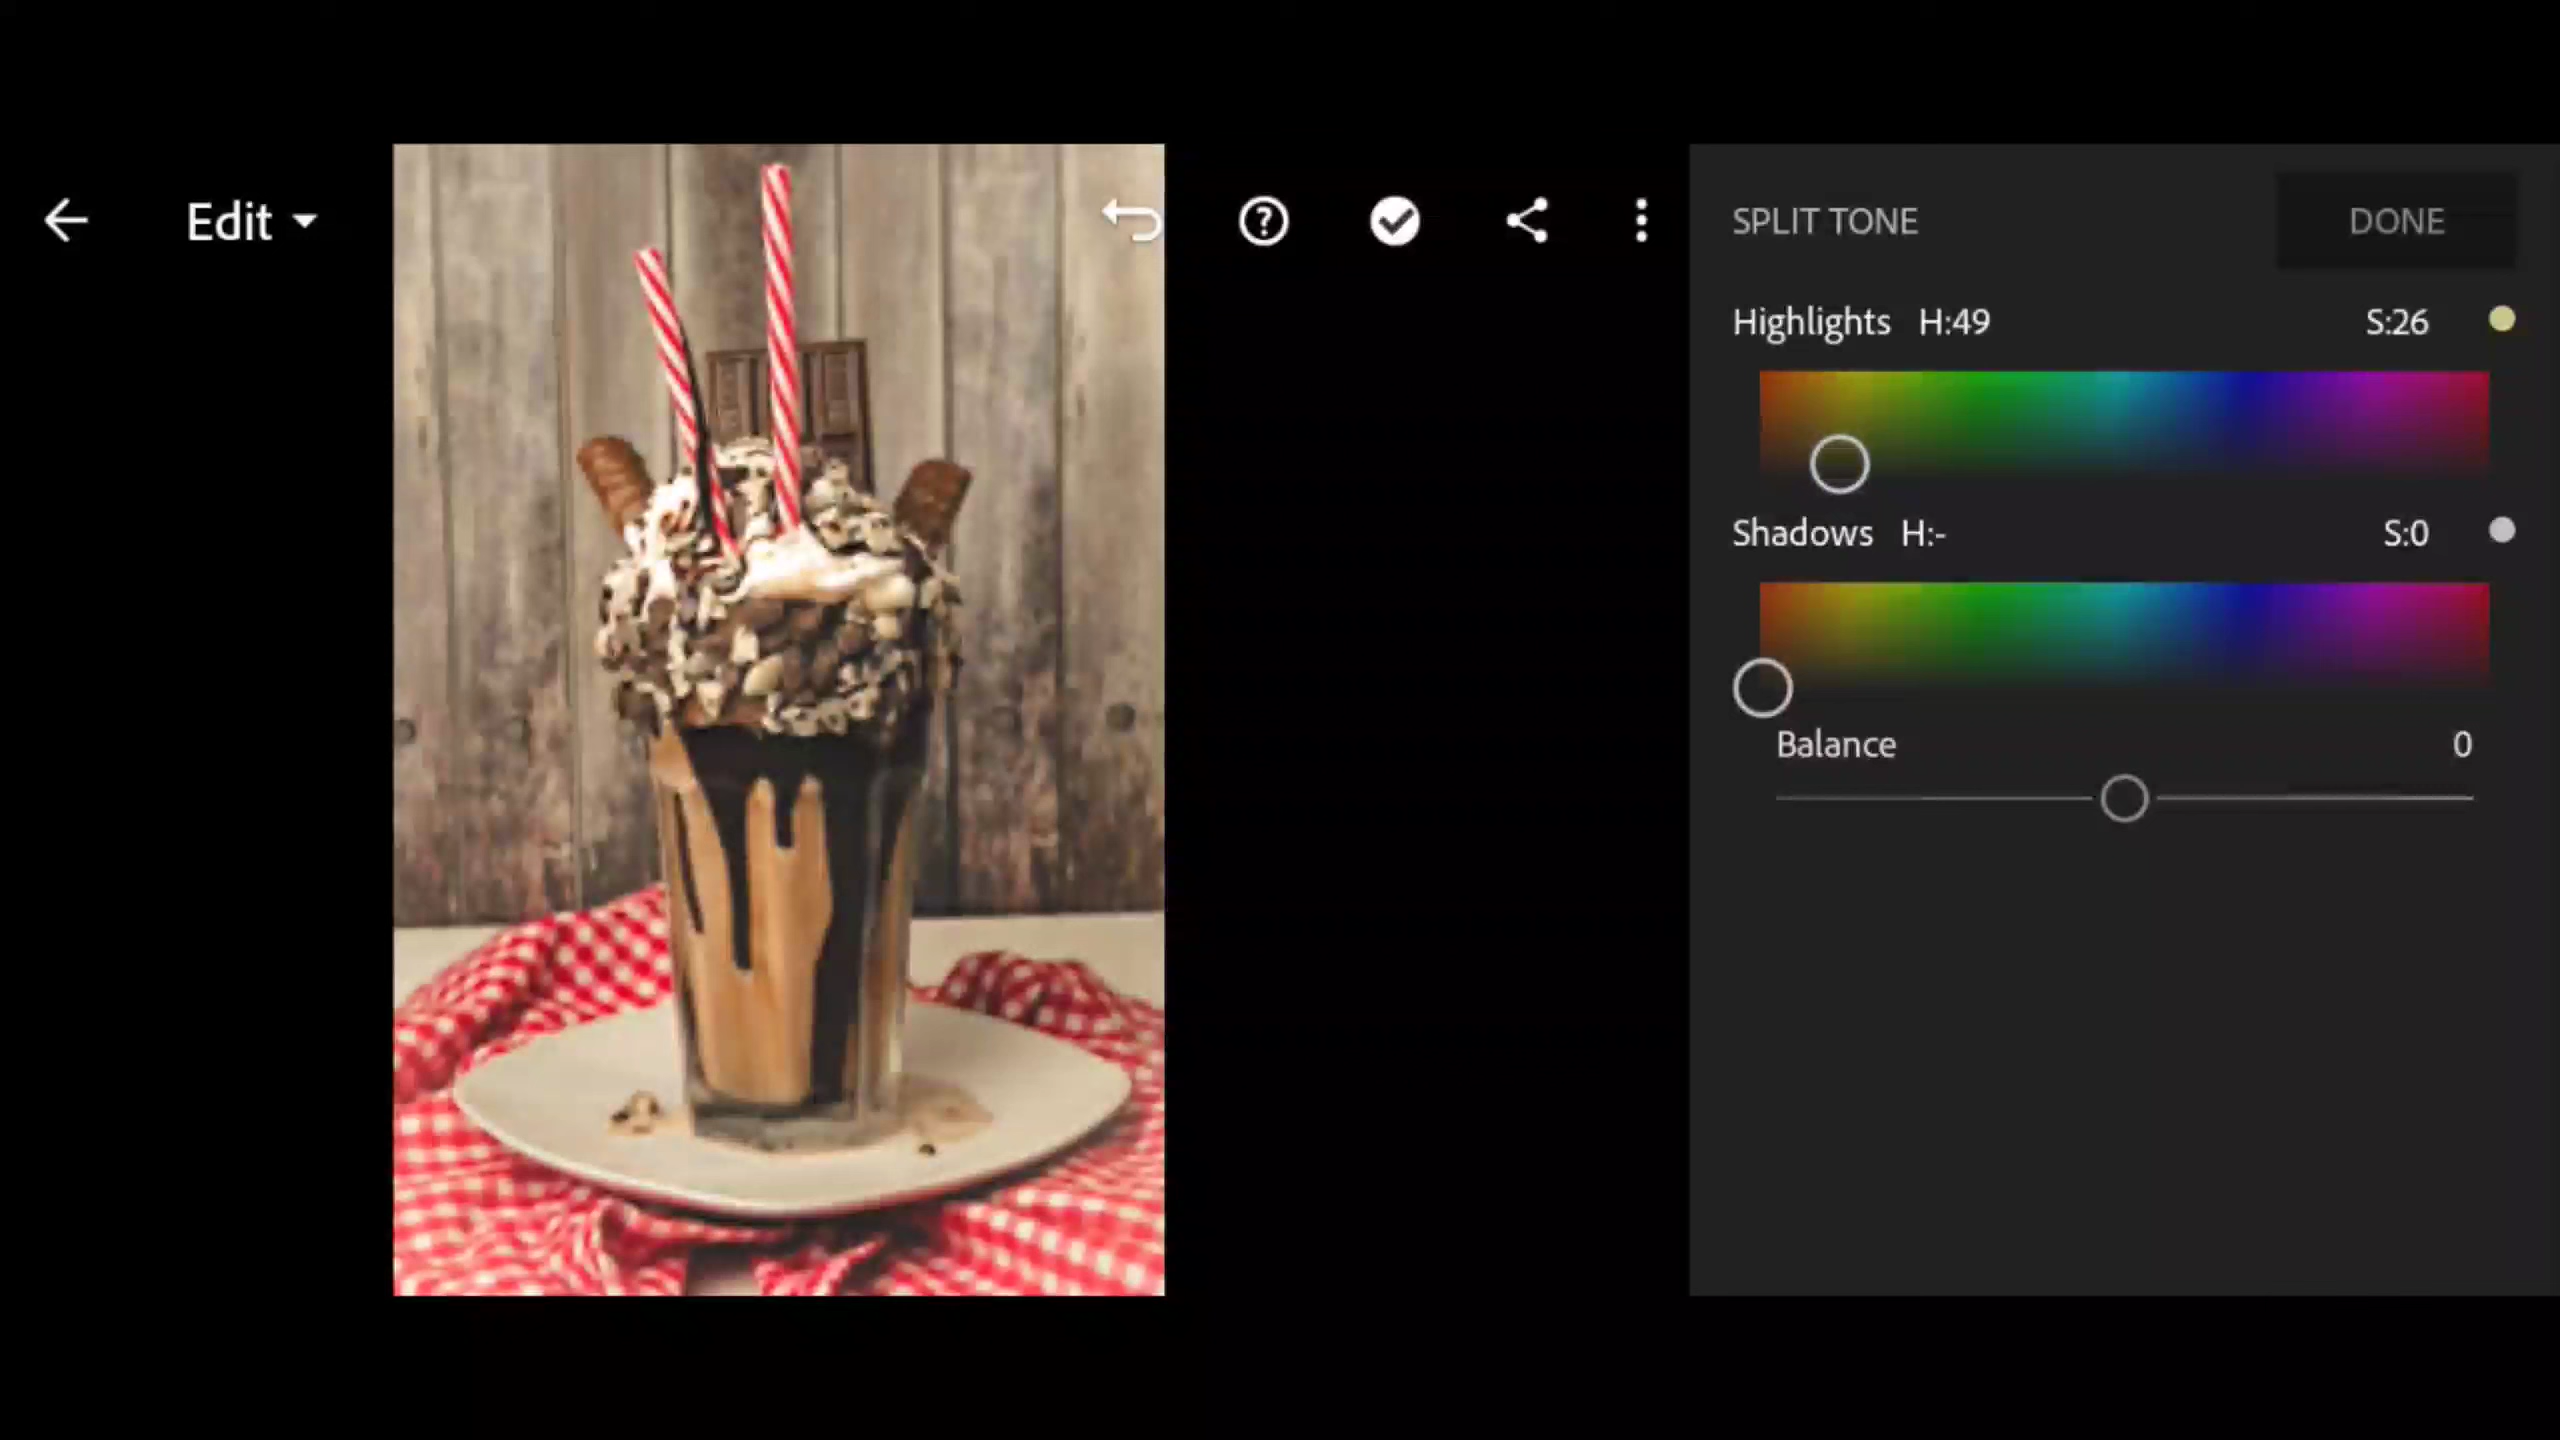 Edit
SPLIT TONE
DONE
Highlights H:49 S:26
Shadows H:- S:0
Balance 0